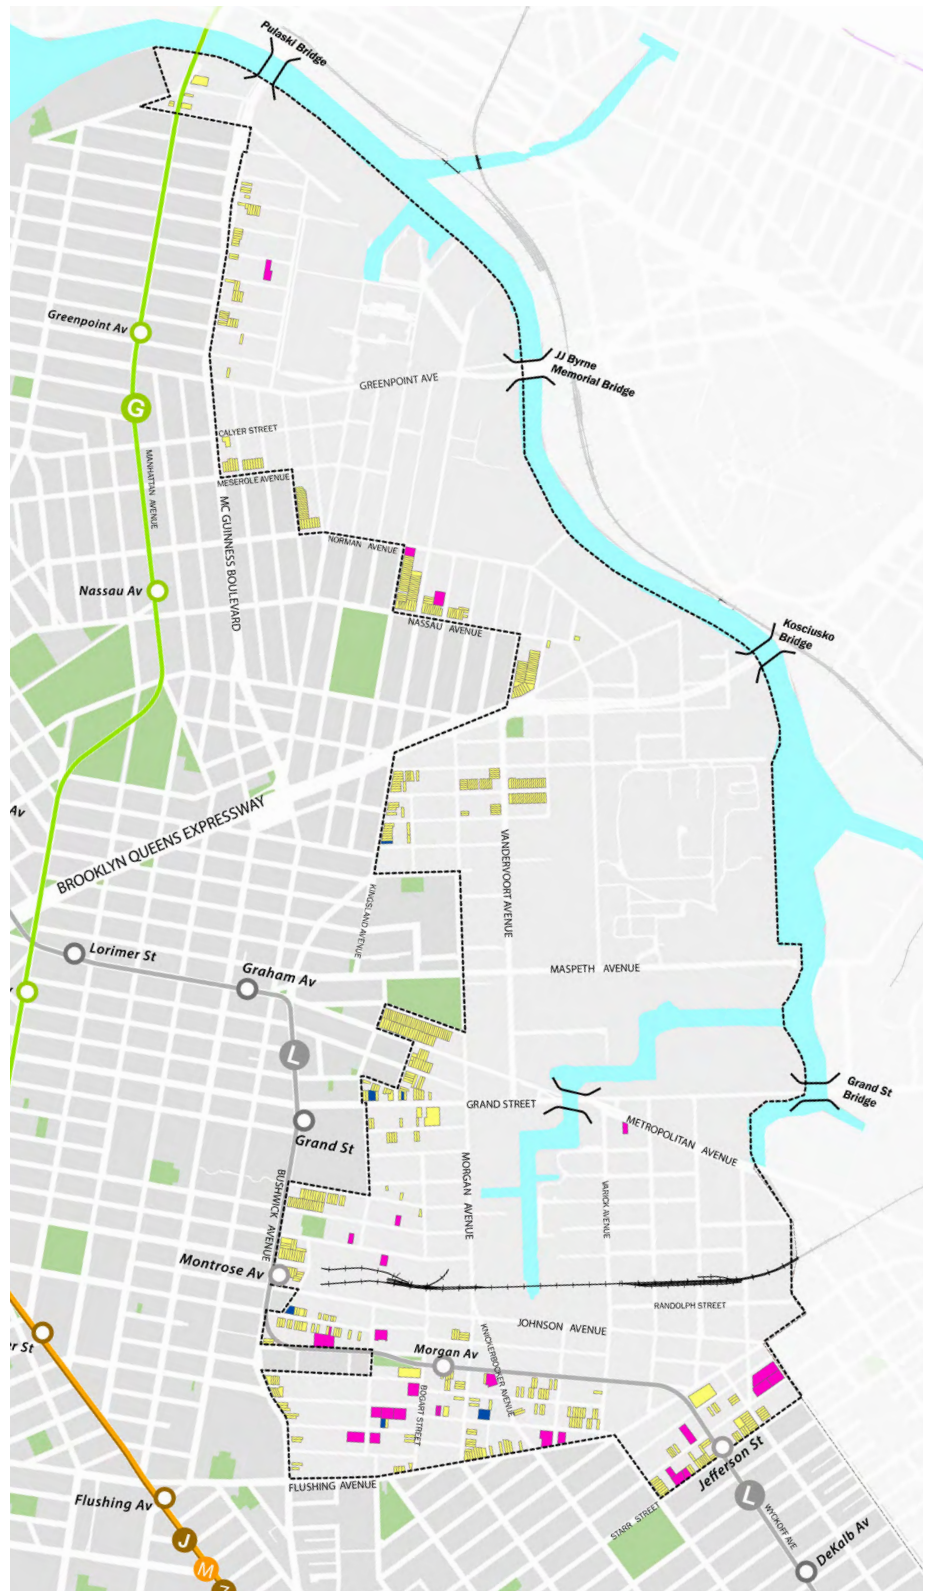 Pulaski Bridge
Greenpoint Av
JJ Byrne
Memorial Bridge
GREENPOINT AVE
G
CALYER STREET
MANHATTAN AVENUE
MESEROLE AVENUE
MC GUINNESS BOULEVARD
NORMAN AVENUE
Nassau Av
NASSAU AVENUE
Kosciusko
Bridge
Av
BROOKLYN QUEENS EXPRESSWAY
VANDERVOORT AVENUE
KINGSLAND AVENUE
Lorimer St
Graham Av
MASPETH AVENUE
L
Grand St
Bridge
GRAND STREET
METROPOLITAN AVENUE
Grand St
BUSHWICK AVENUE
MORGAN AVENUE
VARICK AVENUE
Montrose Av
RANDOLPH STREET
JOHNSON AVENUE
KNICKERBOCKER AVENUE
er St
Morgan Av
BOGART STREET
Jefferson St
FLUSHING AVENUE
Flushing Av
STARR STREET
L
WYCKOFF AVE
DeKalb Av
J
M